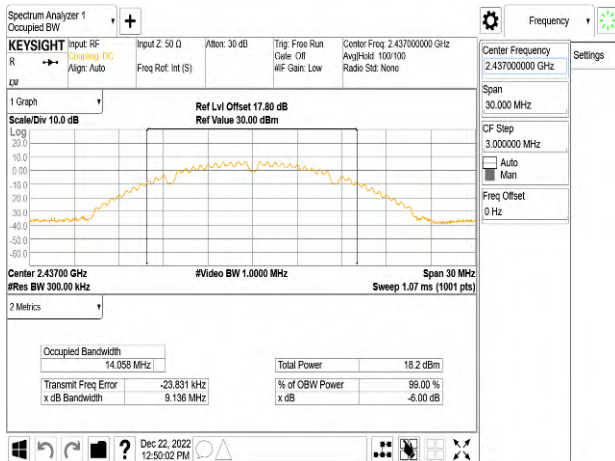 Spectrum Analyzer 1
Occupied BW
Frequency
KEYSIGHT
R
Input: RF
Coupling: DC
Align: Auto
Input Z: 50 Ω
Freq Ref: Int (S)
Atten: 30 dB
Trig: Free Run
Gate: Off
#IF Gain: Low
Center Freq: 2.437000000 GHz
Avg|Hold: 100/100
Radio Std: None
Center Frequency
2.437000000 GHz
Settings
Span
30.000 MHz
CF Step
3.000000 MHz
Auto
Man
Freq Offset
0 Hz
1 Graph
Scale/Div 10.0 dB
Ref Lvl Offset 17.80 dB
Ref Value 30.00 dBm
Log
20.0
10.0
0.00
-10.0
-20.0
-30.0
-40.0
-50.0
-60.0
Center 2.43700 GHz
#Video BW 1.0000 MHz
Span 30 MHz
#Res BW 300.00 kHz
Sweep 1.07 ms (1001 pts)
2 Metrics
Occupied Bandwidth
14.058 MHz
Total Power 18.2 dBm
Transmit Freq Error -23.831 kHz
% of OBW Power 99.00 %
x dB Bandwidth 9.136 MHz
x dB -6.00 dB
?
Dec 22, 2022
12:50:02 PM